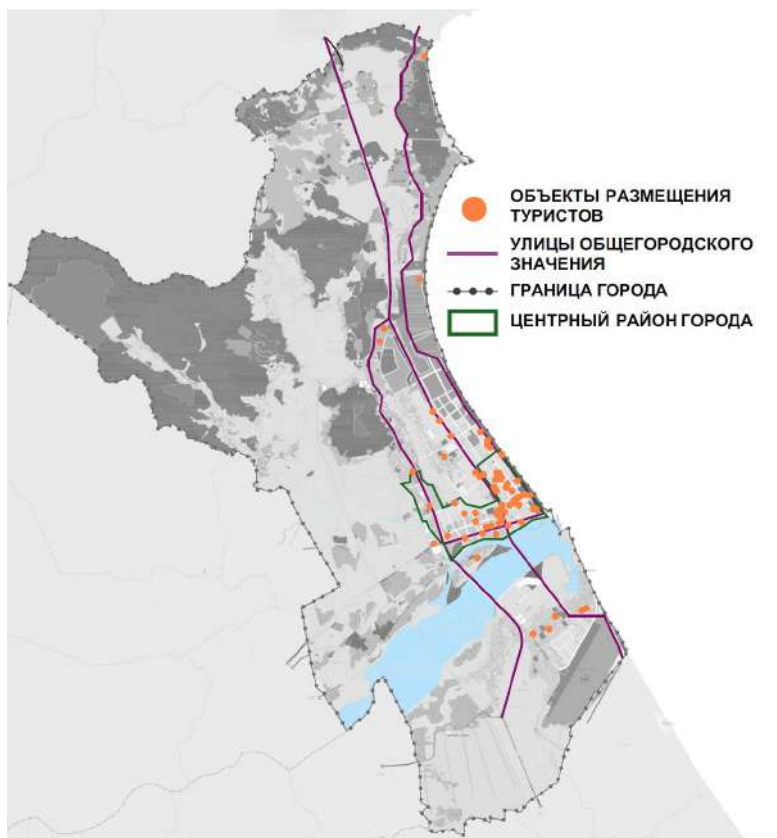 ОБЪЕКТЫ РАЗМЕЩЕНИЯ
ТУРИСТОВ
УЛИЦЫ ОБЩЕГОРОДСКОГО
ЗНАЧЕНИЯ
ГРАНИЦА ГОРОДА
ЦЕНТРНЫЙ РАЙОН ГОРОДА